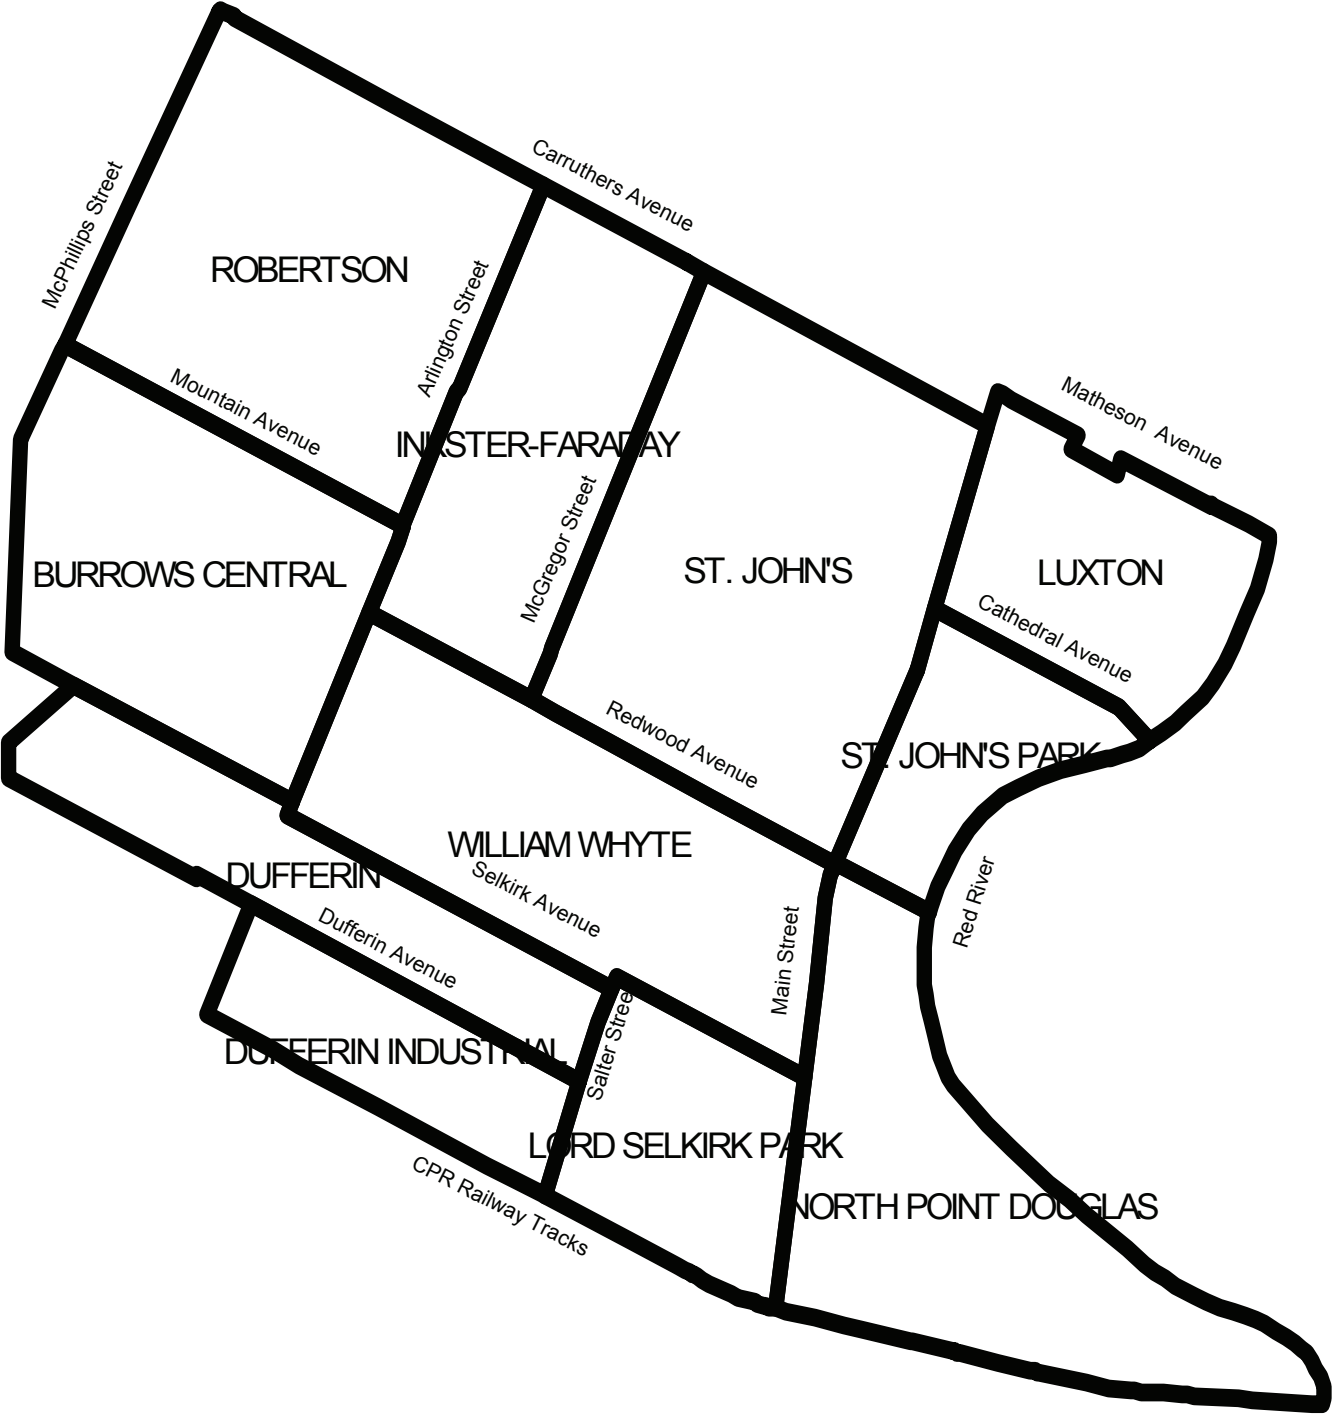 Carruthers Avenue
McPhillips Street
ROBERTSON
Arlington Street
Mountain Avenue
Matheson Avenue
INKSTER-FARADAY
McGregor Street
ST. JOHN'S
LUXTON
BURROWS CENTRAL
Cathedral Avenue
Redwood Avenue
ST. JOHN'S PARK
WILLIAM WHYTE
DUFFERIN
Selkirk Avenue
Red River
Main Street
Dufferin Avenue
Salter Street
DUFFERIN INDUSTRIAL
LORD SELKIRK PARK
CPR Railway Tracks
NORTH POINT DOUGLAS